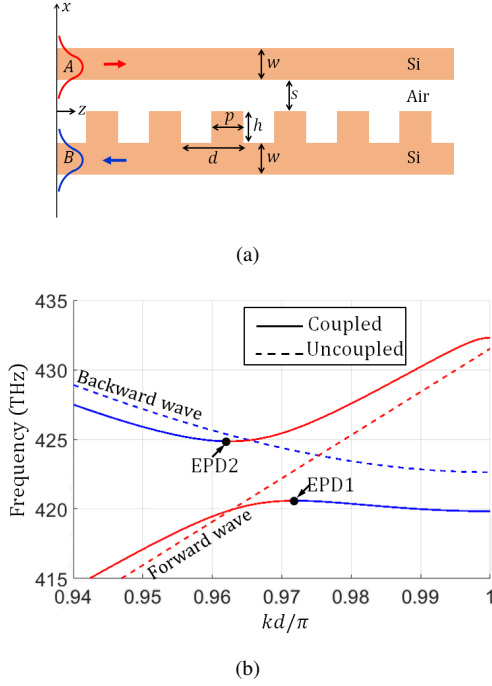 x
A
w
Si
s
Air
z
p
h
d
B
w
Si
(a)
435
430
425
420
415
Frequency (THz)
Coupled
Uncoupled
Backward wave
EPD2
EPD1
Forward wave
0.94 0.95 0.96 0.97 0.98 0.99 1
kd/π
(b)